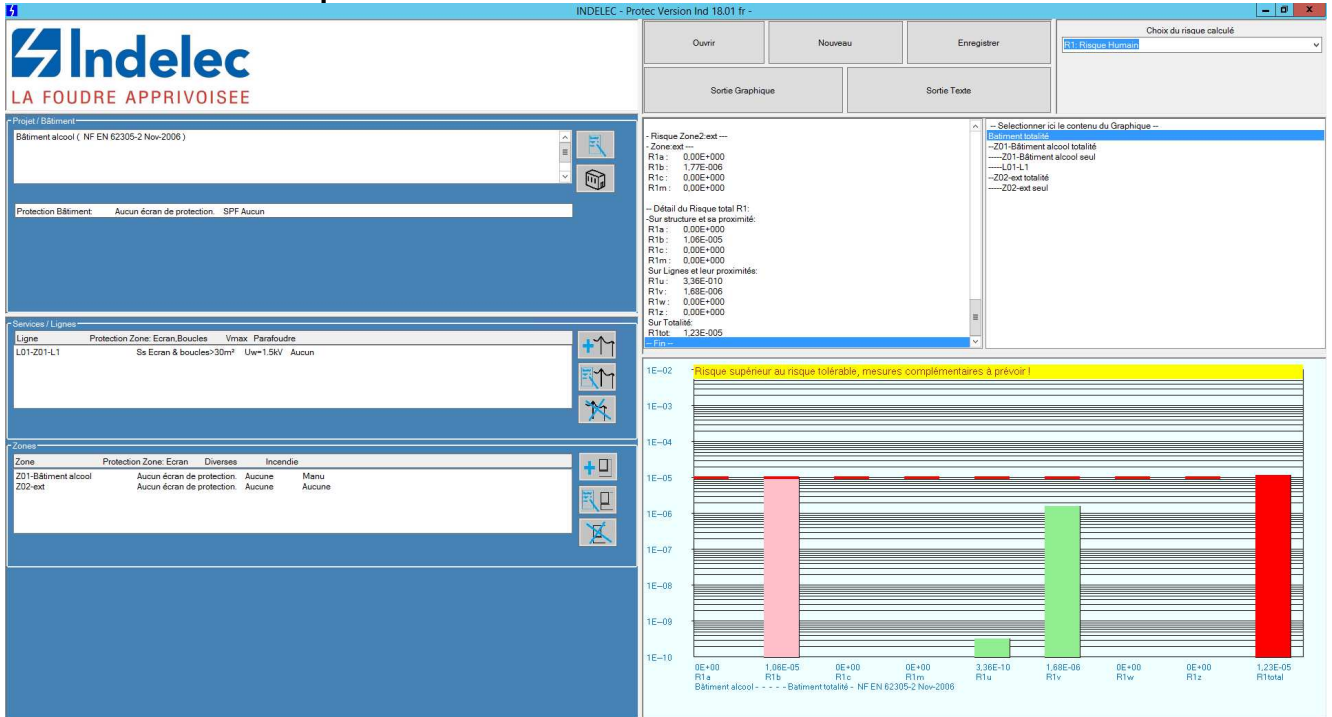 INDELEC - Protec Version Ind 18.01 fr -
Indelec
LA FOUDRE APPRIVOISEE
Ouvrir
Nouveau
Enregistrer
Sortie Graphique
Sortie Texte
Choix du risque calculé
R1: Risque Humain
Projet / Bâtiment
Bâtiment alcool ( NF EN 62305-2 Nov-2006 )
Protection Bâtiment: Aucun écran de protection. SPF Aucun
Services / Lignes
Ligne Protection Zone: Ecran,Boucles Vmax Parafoudre
L01-Z01-L1 Ss Ecran & boucles>30m² Uw=1.5kV Aucun
Zones
Zone Protection Zone: Ecran Diverses Incendie
Z01-Bâtiment alcool Aucun écran de protection. Aucune Manu
Z02-ext Aucun écran de protection. Aucune Aucune
- Risque Zone2:ext ---
- Zone:ext ---
R1a : 0,00E+000
R1b : 1,77E-006
R1c : 0,00E+000
R1m : 0,00E+000
-- Détail du Risque total R1:
-Sur structure et sa proximité:
R1a : 0,00E+000
R1b : 1,06E-005
R1c : 0,00E+000
R1m : 0,00E+000
Sur Lignes et leur proximités:
R1u : 3,36E-010
R1v : 1,68E-006
R1w : 0,00E+000
R1z : 0,00E+000
Sur Totalité:
R1tot: 1,23E-005
-- Fin --
-- Selectionner ici le contenu du Graphique --
Batiment totalité
--Z01-Bâtiment alcool totalité
-----Z01-Bâtiment alcool seul
-----L01-L1
--Z02-ext totalité
-----Z02-ext seul
Risque supérieur au risque tolérable, mesures complémentaires à prévoir !
1E-02
1E-03
1E-04
1E-05
1E-06
1E-07
1E-08
1E-09
1E-10
0E+00 1,06E-05 0E+00 0E+00 3,36E-10 1,68E-06 0E+00 0E+00 1,23E-05
R1a R1b R1c R1m R1u R1v R1w R1z R1total
Bâtiment alcool - - - - - Batiment totalité - NF EN 62305-2 Nov-2006